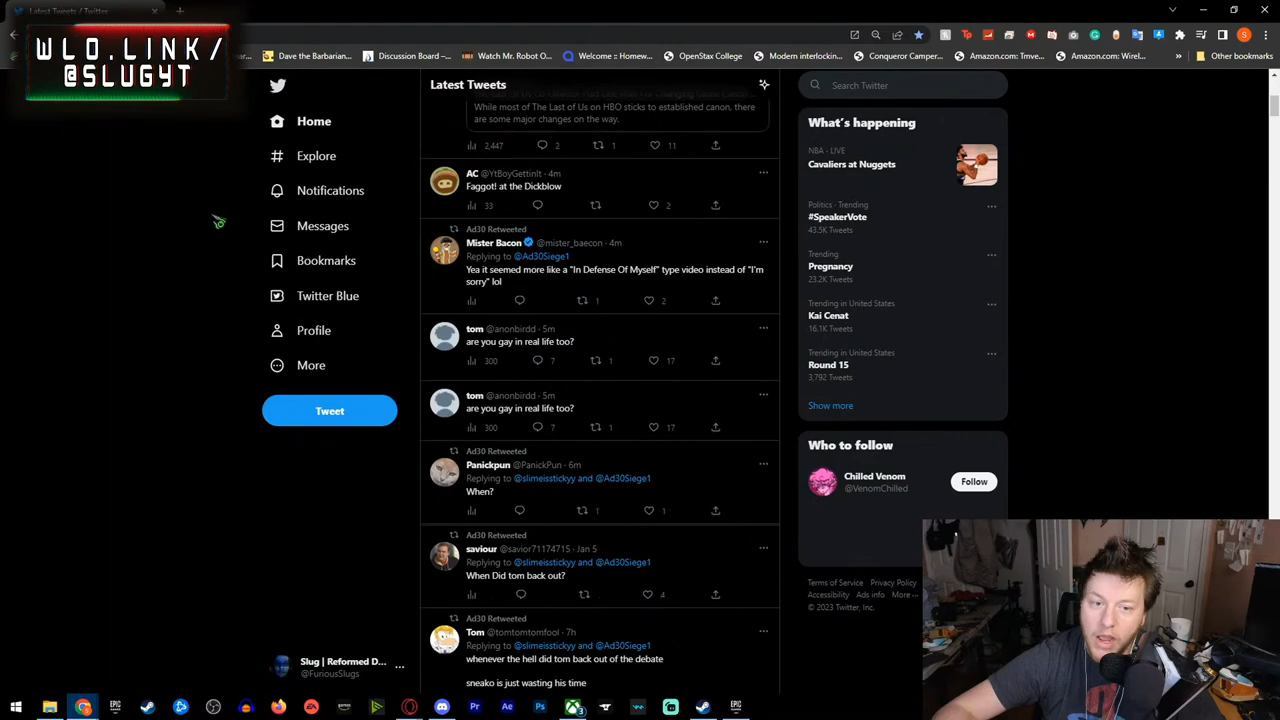 Latest Tweets / Twitter
WLO.LINK/
@SLUGYT
Dave the Barbarian...
Discussion Board –...
Watch Mr. Robot O...
Welcome :: Homew...
OpenStax College
Modern interlockin...
Conqueror Camper...
Amazon.com: Tmve...
Amazon.com: Wirel...
Other bookmarks
Home
Explore
Notifications
Messages
Bookmarks
Twitter Blue
Profile
More
Tweet
Slug | Reformed D...
@FuriousSlugs
Latest Tweets
While most of The Last of Us on HBO sticks to established canon, there
are some major changes on the way.
2,447 2 1 11
AC @YtBoyGettinIt · 4m
Faggot! at the Dickblow
33 2
Ad30 Retweeted
Mister Bacon @mister_baecon · 4m
Replying to @Ad30Siege1
Yea it seemed more like a "In Defense Of Myself" type video instead of "I'm
sorry" lol
1 2
tom @anonbirdd · 5m
are you gay in real life too?
300 7 1 17
tom @anonbirdd · 5m
are you gay in real life too?
300 7 1 17
Ad30 Retweeted
Panickpun @PanickPun · 6m
Replying to @slimeisstickyy and @Ad30Siege1
When?
1 1
Ad30 Retweeted
saviour @savior71174715 · Jan 5
Replying to @slimeisstickyy and @Ad30Siege1
When Did tom back out?
4
Ad30 Retweeted
Tom @tomtomtomfool · 7h
Replying to @slimeisstickyy and @Ad30Siege1
whenever the hell did tom back out of the debate
sneako is just wasting his time
Search Twitter
What's happening
NBA · LIVE
Cavaliers at Nuggets
Politics · Trending
#SpeakerVote
43.5K Tweets
Trending
Pregnancy
23.2K Tweets
Trending in United States
Kai Cenat
16.1K Tweets
Trending in United States
Round 15
3,792 Tweets
Show more
Who to follow
Chilled Venom
@VenomChilled
Follow
Terms of Service Privacy Policy
Accessibility Ads info More ···
© 2023 Twitter, Inc.